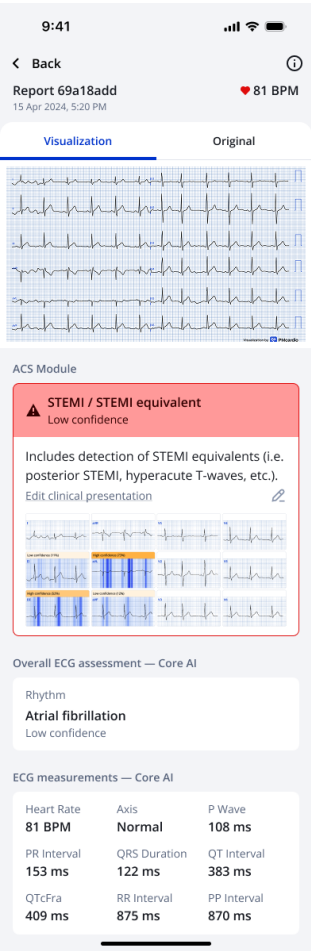 9:41
Back
Report 69a18add
81 BPM
15 Apr 2024, 5:20 PM
Visualization
Original
Visualization by PMcardio
ACS Module
STEMI / STEMI equivalent
Low confidence
Includes detection of STEMI equivalents (i.e.
posterior STEMI, hyperacute T-waves, etc.).
Edit clinical presentation
Overall ECG assessment — Core AI
Rhythm
Atrial fibrillation
Low confidence
ECG measurements — Core AI
Heart Rate
Axis
P Wave
81 BPM
Normal
108 ms
PR Interval
QRS Duration
QT Interval
153 ms
122 ms
383 ms
QTcFra
RR Interval
PP Interval
409 ms
875 ms
870 ms